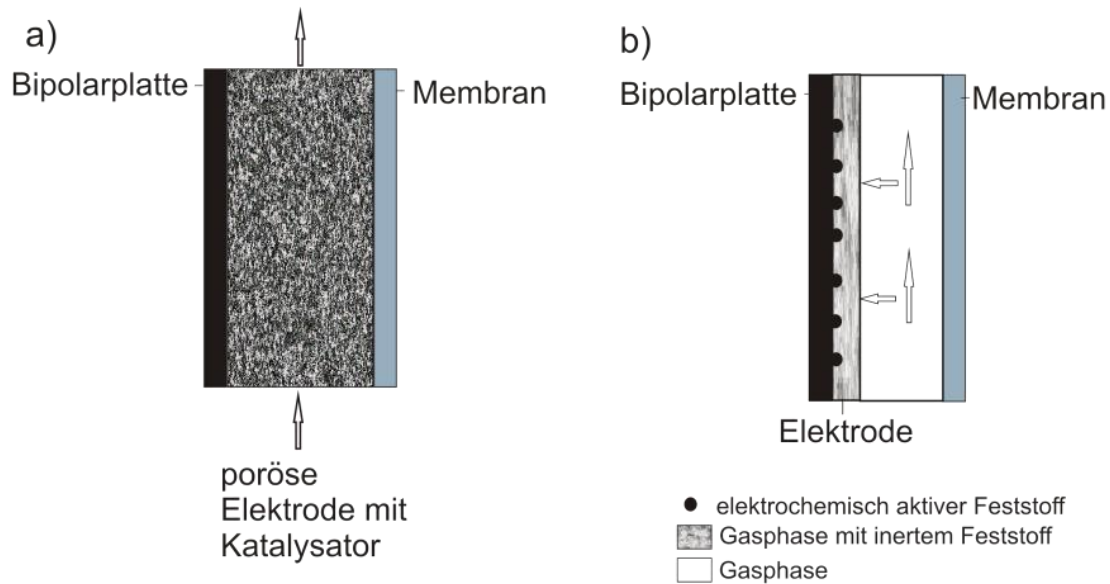 a)
Bipolarplatte
Membran
poröse
Elektrode mit
Katalysator
b)
Bipolarplatte
Membran
Elektrode
elektrochemisch aktiver Feststoff
Gasphase mit inertem Feststoff
Gasphase